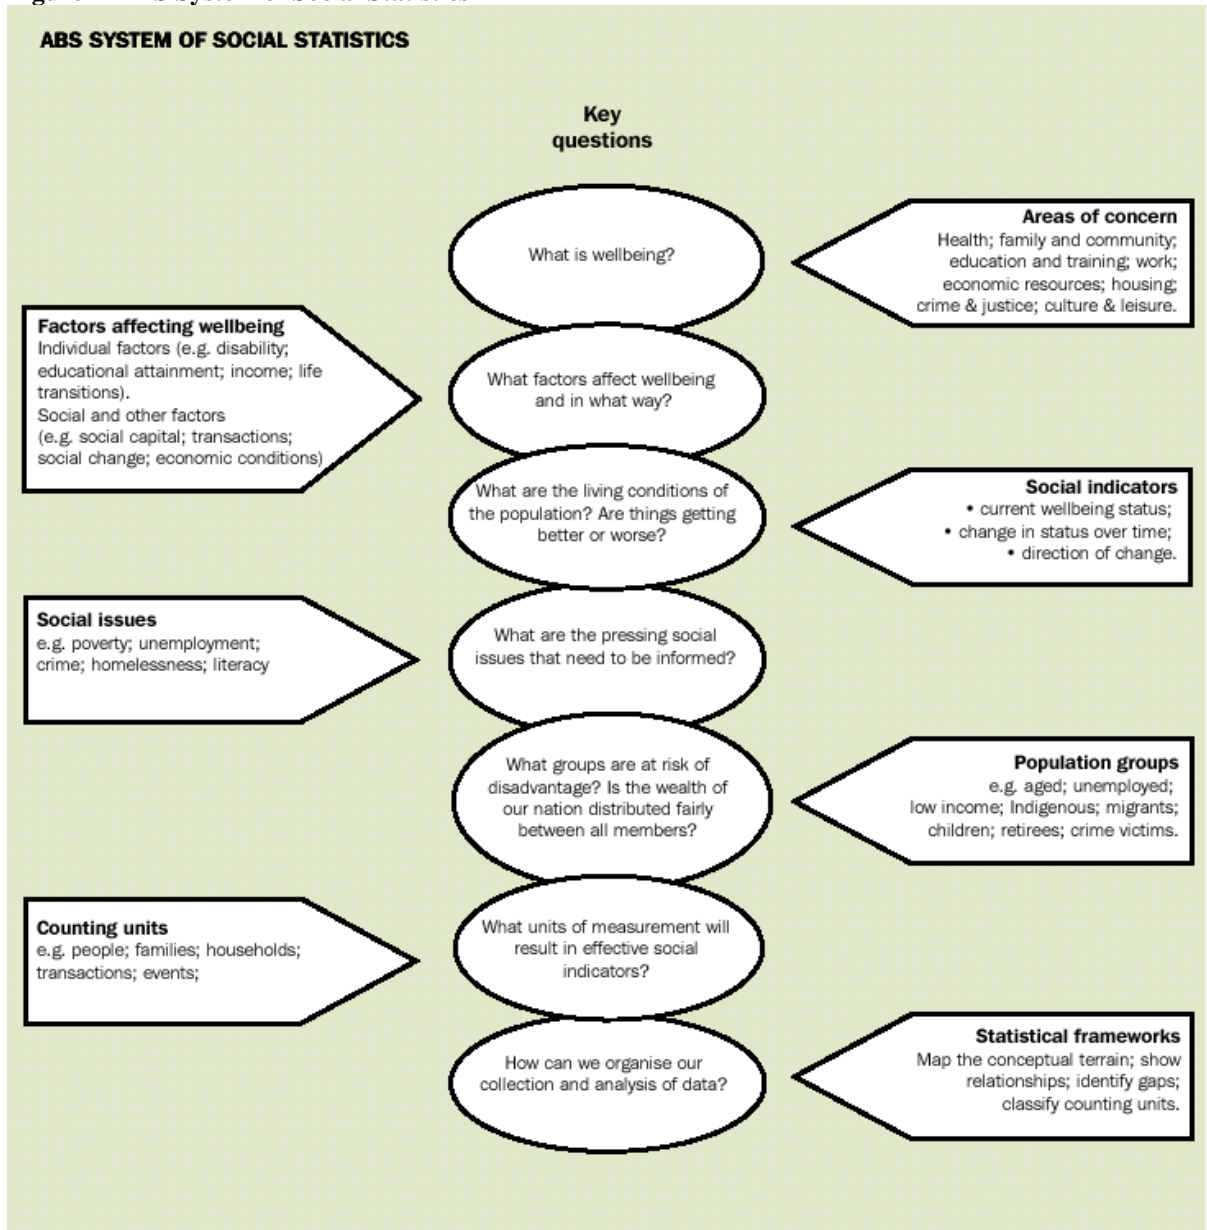 ABS SYSTEM OF SOCIAL STATISTICS
Key
questions
What is wellbeing?
Areas of concern
Health; family and community;
education and training; work;
economic resources; housing;
crime & justice; culture & leisure.
Factors affecting wellbeing
Individual factors (e.g. disability;
educational attainment; income; life
transitions).
Social and other factors
(e.g. social capital; transactions;
social change; economic conditions)
What factors affect wellbeing
and in what way?
What are the living conditions of
the population? Are things getting
better or worse?
Social indicators
• current wellbeing status;
• change in status over time;
• direction of change.
Social issues
e.g. poverty; unemployment;
crime; homelessness; literacy
What are the pressing social
issues that need to be informed?
What groups are at risk of
disadvantage? Is the wealth of
our nation distributed fairly
between all members?
Population groups
e.g. aged; unemployed;
low income; Indigenous; migrants;
children; retirees; crime victims.
Counting units
e.g. people; families; households;
transactions; events;
What units of measurement will
result in effective social
indicators?
How can we organise our
collection and analysis of data?
Statistical frameworks
Map the conceptual terrain; show
relationships; identify gaps;
classify counting units.